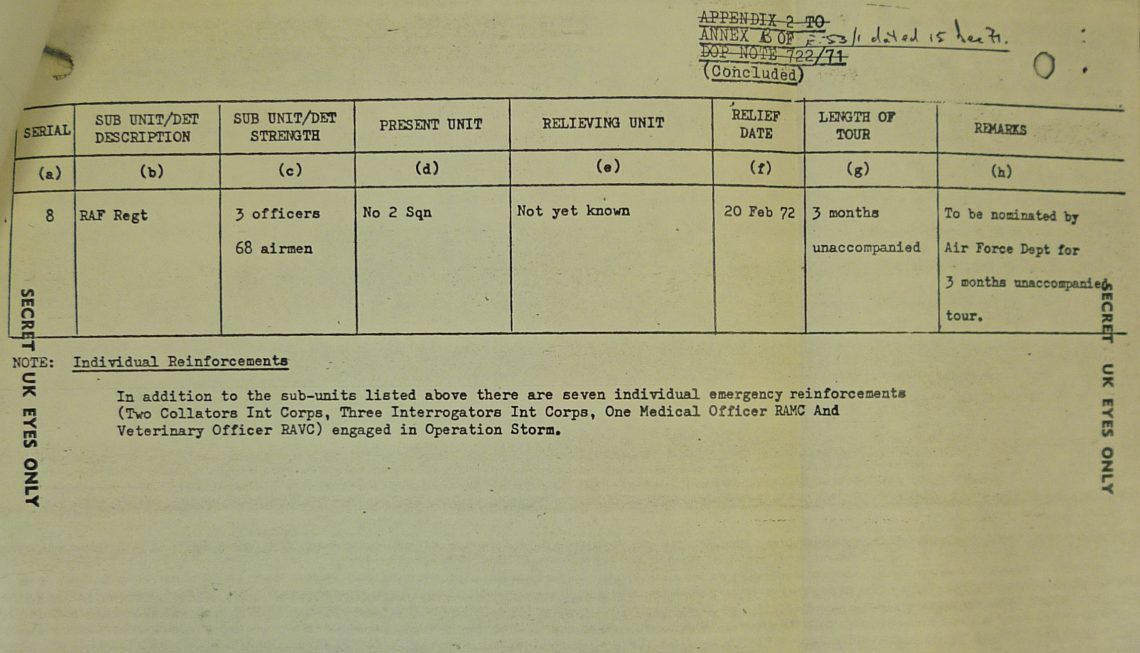 APPENDIX 2 TO
ANNEX B OF E53/1 dated 15 Dec 71.
DOP NOTE 722/71
(Concluded)
SERIAL SUB UNIT/DET DESCRIPTION SUB UNIT/DET STRENGTH PRESENT UNIT RELIEVING UNIT RELIEF DATE LENGTH OF TOUR REMARKS
(a) (b) (c) (d) (e) (f) (g) (h)
8 RAF Regt 3 officers No 2 Sqn Not yet known 20 Feb 72 3 months To be nominated by
68 airmen unaccompanied Air Force Dept for
3 months unaccompanied
tour.
NOTE: Individual Reinforcements
In addition to the sub-units listed above there are seven individual emergency reinforcements
(Two Collators Int Corps, Three Interrogators Int Corps, One Medical Officer RAMC And
Veterinary Officer RAVC) engaged in Operation Storm.
SECRET UK EYES ONLY
SECRET UK EYES ONLY